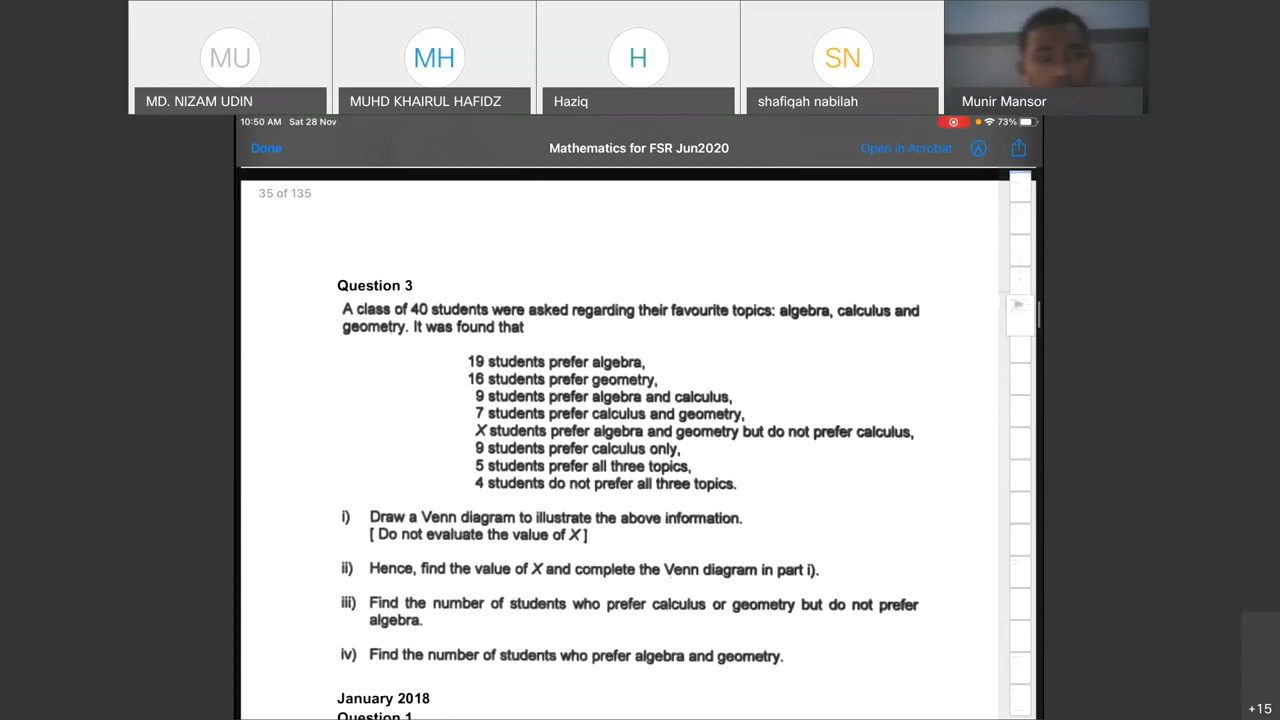 MU
MH
H
SN
MD. NIZAM UDIN
MUHD KHAIRUL HAFIDZ
Haziq
shafiqah nabilah
Munir Mansor
10:50 AM Sat 28 Nov
73%
Done
Mathematics for FSR Jun2020
Open in Acrobat
35 of 135
Question 3
A class of 40 students were asked regarding their favourite topics: algebra, calculus and
geometry. It was found that
19 students prefer algebra,
16 students prefer geometry,
9 students prefer algebra and calculus,
7 students prefer calculus and geometry,
X students prefer algebra and geometry but do not prefer calculus,
9 students prefer calculus only,
5 students prefer all three topics,
4 students do not prefer all three topics.
i) Draw a Venn diagram to illustrate the above information.
[ Do not evaluate the value of X ]
ii) Hence, find the value of X and complete the Venn diagram in part i).
iii) Find the number of students who prefer calculus or geometry but do not prefer
algebra.
iv) Find the number of students who prefer algebra and geometry.
January 2018
Question 1
+15